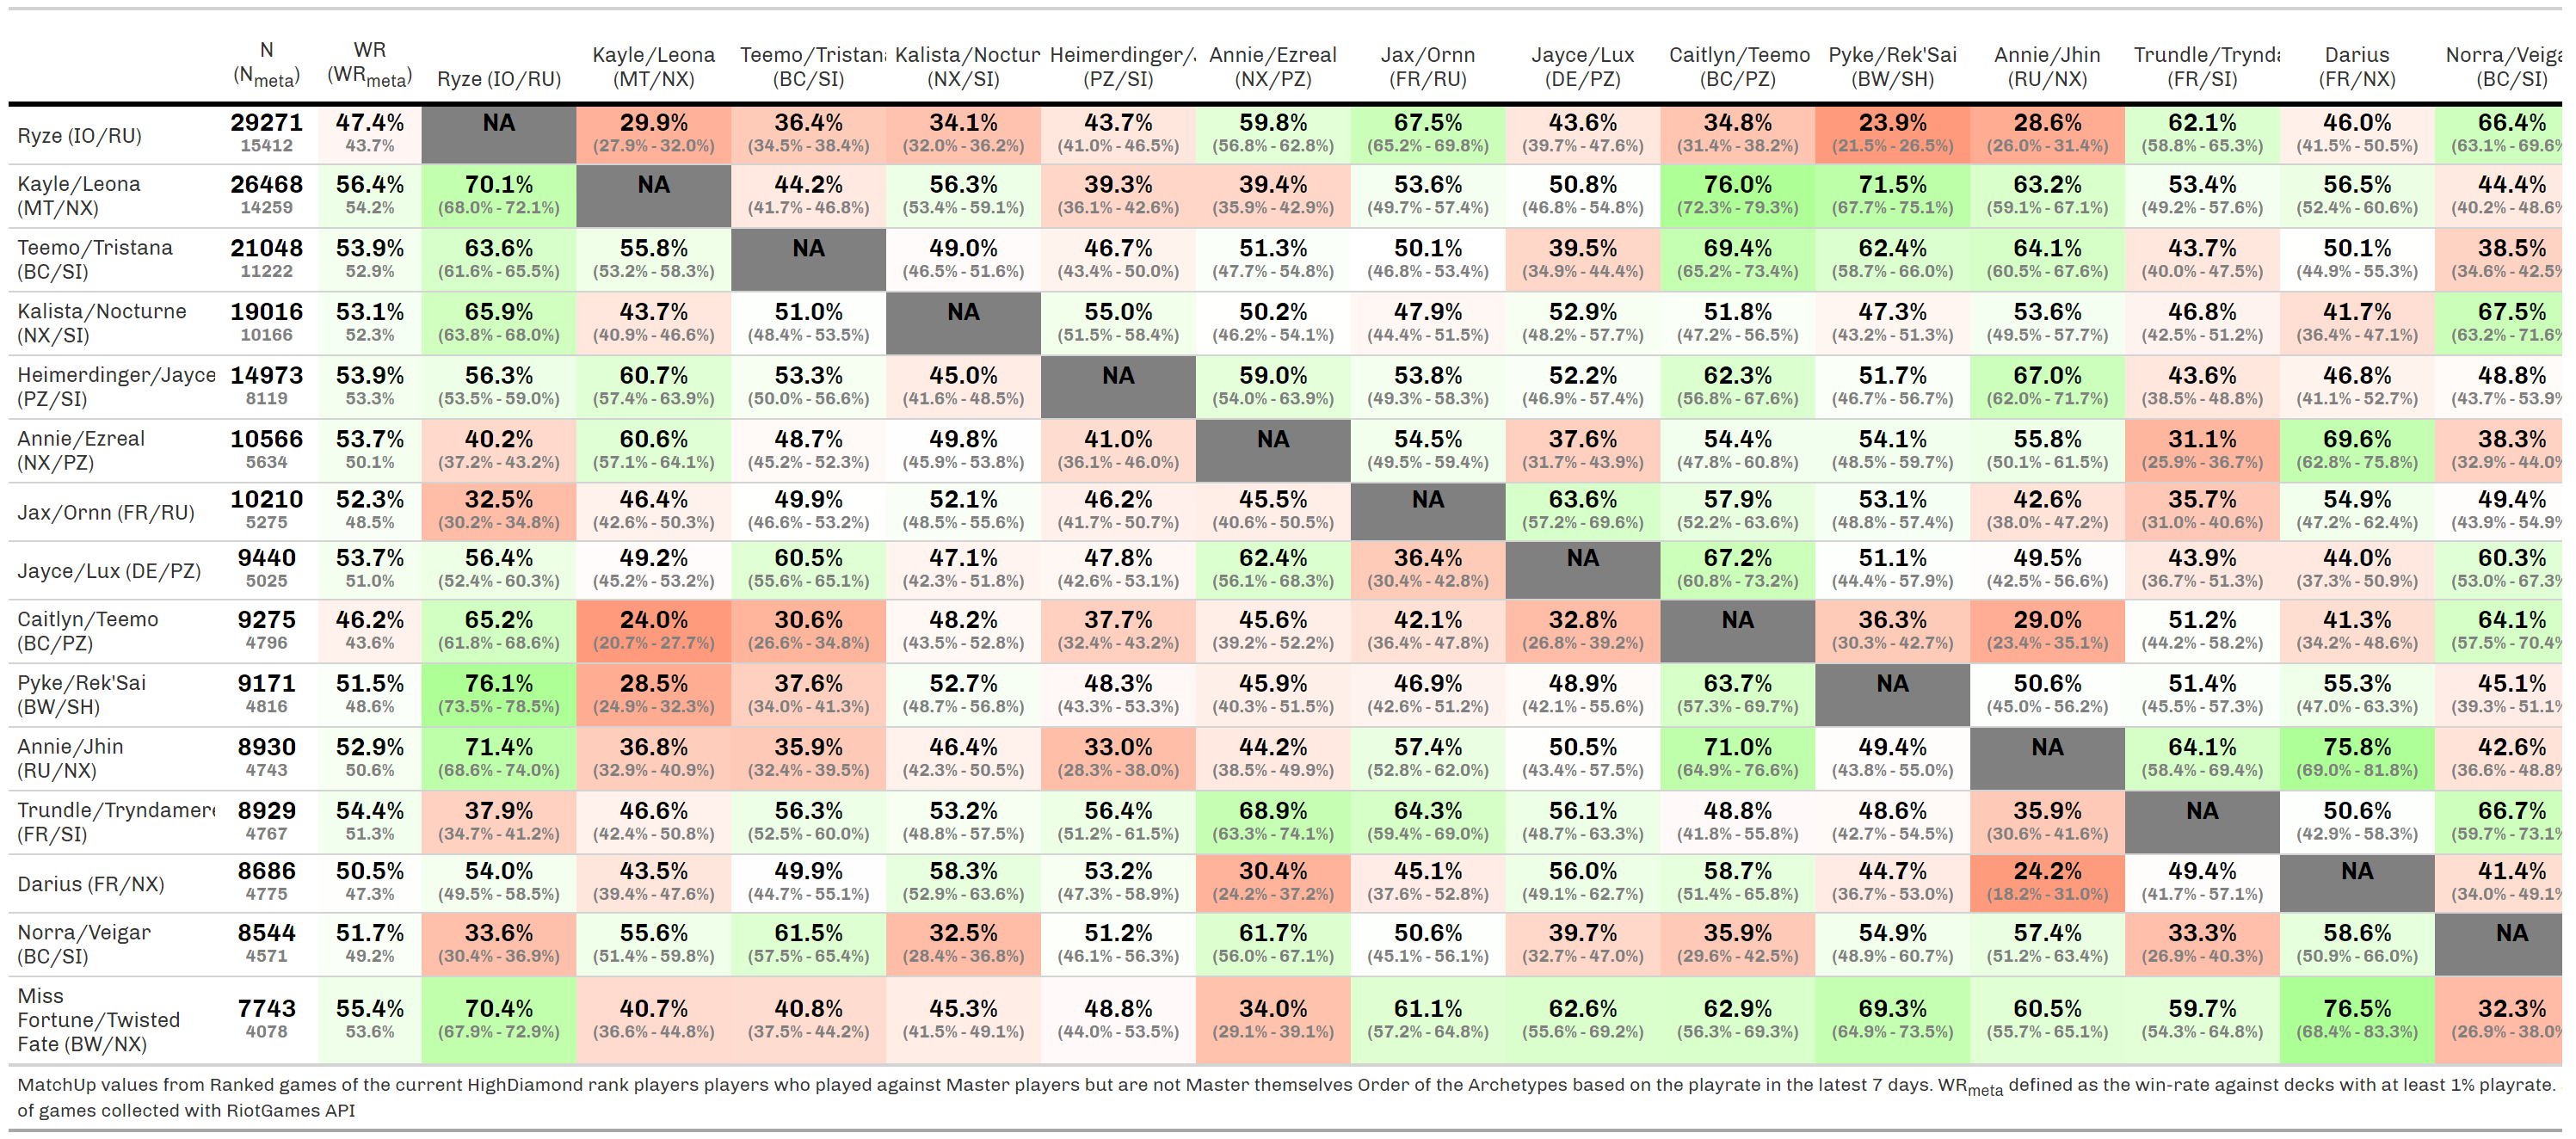 N WR Kayle/Leona Teemo/Tristana Kalista/Noctur Heimerdinger/J Annie/Ezreal Jax/Ornn Jayce/Lux Caitlyn/Teemo Pyke/Rek'Sai Annie/Jhin Trundle/Trynda Darius Norra/Veiga
(Nmeta) (WRmeta) Ryze (IO/RU) (MT/NX) (BC/SI) (NX/SI) (PZ/SI) (NX/PZ) (FR/RU) (DE/PZ) (BC/PZ) (BW/SH) (RU/NX) (FR/SI) (FR/NX) (BC/SI)
Ryze (IO/RU) 29271 47.4% NA 29.9% 36.4% 34.1% 43.7% 59.8% 67.5% 43.6% 34.8% 23.9% 28.6% 62.1% 46.0% 66.4%
15412 43.7% (27.9% - 32.0%) (34.5% - 38.4%) (32.0% - 36.2%) (41.0% - 46.5%) (56.8% - 62.8%) (65.2% - 69.8%) (39.7% - 47.6%) (31.4% - 38.2%) (21.5% - 26.5%) (26.0% - 31.4%) (58.8% - 65.3%) (41.5% - 50.5%) (63.1% - 69.6%
Kayle/Leona 26468 56.4% 70.1% NA 44.2% 56.3% 39.3% 39.4% 53.6% 50.8% 76.0% 71.5% 63.2% 53.4% 56.5% 44.4%
(MT/NX) 14259 54.2% (68.0% - 72.1%) (41.7% - 46.8%) (53.4% - 59.1%) (36.1% - 42.6%) (35.9% - 42.9%) (49.7% - 57.4%) (46.8% - 54.8%) (72.3% - 79.3%) (67.7% - 75.1%) (59.1% - 67.1%) (49.2% - 57.6%) (52.4% - 60.6%) (40.2% - 48.6%
Teemo/Tristana 21048 53.9% 63.6% 55.8% NA 49.0% 46.7% 51.3% 50.1% 39.5% 69.4% 62.4% 64.1% 43.7% 50.1% 38.5%
(BC/SI) 11222 52.9% (61.6% - 65.5%) (53.2% - 58.3%) (46.5% - 51.6%) (43.4% - 50.0%) (47.7% - 54.8%) (46.8% - 53.4%) (34.9% - 44.4%) (65.2% - 73.4%) (58.7% - 66.0%) (60.5% - 67.6%) (40.0% - 47.5%) (44.9% - 55.3%) (34.6% - 42.5%
Kalista/Nocturne 19016 53.1% 65.9% 43.7% 51.0% NA 55.0% 50.2% 47.9% 52.9% 51.8% 47.3% 53.6% 46.8% 41.7% 67.5%
(NX/SI) 10166 52.3% (63.8% - 68.0%) (40.9% - 46.6%) (48.4% - 53.5%) (51.5% - 58.4%) (46.2% - 54.1%) (44.4% - 51.5%) (48.2% - 57.7%) (47.2% - 56.5%) (43.2% - 51.3%) (49.5% - 57.7%) (42.5% - 51.2%) (36.4% - 47.1%) (63.2% - 71.6%
Heimerdinger/Jayce 14973 53.9% 56.3% 60.7% 53.3% 45.0% NA 59.0% 53.8% 52.2% 62.3% 51.7% 67.0% 43.6% 46.8% 48.8%
(PZ/SI) 8119 53.3% (53.5% - 59.0%) (57.4% - 63.9%) (50.0% - 56.6%) (41.6% - 48.5%) (54.0% - 63.9%) (49.3% - 58.3%) (46.9% - 57.4%) (56.8% - 67.6%) (46.7% - 56.7%) (62.0% - 71.7%) (38.5% - 48.8%) (41.1% - 52.7%) (43.7% - 53.9%
Annie/Ezreal 10566 53.7% 40.2% 60.6% 48.7% 49.8% 41.0% NA 54.5% 37.6% 54.4% 54.1% 55.8% 31.1% 69.6% 38.3%
(NX/PZ) 5634 50.1% (37.2% - 43.2%) (57.1% - 64.1%) (45.2% - 52.3%) (45.9% - 53.8%) (36.1% - 46.0%) (49.5% - 59.4%) (31.7% - 43.9%) (47.8% - 60.8%) (48.5% - 59.7%) (50.1% - 61.5%) (25.9% - 36.7%) (62.8% - 75.8%) (32.9% - 44.0%
Jax/Ornn (FR/RU) 10210 52.3% 32.5% 46.4% 49.9% 52.1% 46.2% 45.5% NA 63.6% 57.9% 53.1% 42.6% 35.7% 54.9% 49.4%
5275 48.5% (30.2% - 34.8%) (42.6% - 50.3%) (46.6% - 53.2%) (48.5% - 55.6%) (41.7% - 50.7%) (40.6% - 50.5%) (57.2% - 69.6%) (52.2% - 63.6%) (48.8% - 57.4%) (38.0% - 47.2%) (31.0% - 40.6%) (47.2% - 62.4%) (43.9% - 54.9%
Jayce/Lux (DE/PZ) 9440 53.7% 56.4% 49.2% 60.5% 47.1% 47.8% 62.4% 36.4% NA 67.2% 51.1% 49.5% 43.9% 44.0% 60.3%
5025 51.0% (52.4% - 60.3%) (45.2% - 53.2%) (55.6% - 65.1%) (42.3% - 51.8%) (42.6% - 53.1%) (56.1% - 68.3%) (30.4% - 42.8%) (60.8% - 73.2%) (44.4% - 57.9%) (42.5% - 56.6%) (36.7% - 51.3%) (37.3% - 50.9%) (53.0% - 67.3%
Caitlyn/Teemo 9275 46.2% 65.2% 24.0% 30.6% 48.2% 37.7% 45.6% 42.1% 32.8% NA 36.3% 29.0% 51.2% 41.3% 64.1%
(BC/PZ) 4796 43.6% (61.8% - 68.6%) (20.7% - 27.7%) (26.6% - 34.8%) (43.5% - 52.8%) (32.4% - 43.2%) (39.2% - 52.2%) (36.4% - 47.8%) (26.8% - 39.2%) (30.3% - 42.7%) (23.4% - 35.1%) (44.2% - 58.2%) (34.2% - 48.6%) (57.5% - 70.4%
Pyke/Rek'Sai 9171 51.5% 76.1% 28.5% 37.6% 52.7% 48.3% 45.9% 46.9% 48.9% 63.7% NA 50.6% 51.4% 55.3% 45.1%
(BW/SH) 4816 48.6% (73.5% - 78.5%) (24.9% - 32.3%) (34.0% - 41.3%) (48.7% - 56.8%) (43.3% - 53.3%) (40.3% - 51.5%) (42.6% - 51.2%) (42.1% - 55.6%) (57.3% - 69.7%) (45.0% - 56.2%) (45.5% - 57.3%) (47.0% - 63.3%) (39.3% - 51.1%
Annie/Jhin 8930 52.9% 71.4% 36.8% 35.9% 46.4% 33.0% 44.2% 57.4% 50.5% 71.0% 49.4% NA 64.1% 75.8% 42.6%
(RU/NX) 4743 50.6% (68.6% - 74.0%) (32.9% - 40.9%) (32.4% - 39.5%) (42.3% - 50.5%) (28.3% - 38.0%) (38.5% - 49.9%) (52.8% - 62.0%) (43.4% - 57.5%) (64.9% - 76.6%) (43.8% - 55.0%) (58.4% - 69.4%) (69.0% - 81.8%) (36.6% - 48.8%
Trundle/Tryndamere 8929 54.4% 37.9% 46.6% 56.3% 53.2% 56.4% 68.9% 64.3% 56.1% 48.8% 48.6% 35.9% NA 50.6% 66.7%
(FR/SI) 4767 51.3% (34.7% - 41.2%) (42.4% - 50.8%) (52.5% - 60.0%) (48.8% - 57.5%) (51.2% - 61.5%) (63.3% - 74.1%) (59.4% - 69.0%) (48.7% - 63.3%) (41.8% - 55.8%) (42.7% - 54.5%) (30.6% - 41.6%) (42.9% - 58.3%) (59.7% - 73.1%
Darius (FR/NX) 8686 50.5% 54.0% 43.5% 49.9% 58.3% 53.2% 30.4% 45.1% 56.0% 58.7% 44.7% 24.2% 49.4% NA 41.4%
4775 47.3% (49.5% - 58.5%) (39.4% - 47.6%) (44.7% - 55.1%) (52.9% - 63.6%) (47.3% - 58.9%) (24.2% - 37.2%) (37.6% - 52.8%) (49.1% - 62.7%) (51.4% - 65.8%) (36.7% - 53.0%) (18.2% - 31.0%) (41.7% - 57.1%) (34.0% - 49.1%
Norra/Veigar 8544 51.7% 33.6% 55.6% 61.5% 32.5% 51.2% 61.7% 50.6% 39.7% 35.9% 54.9% 57.4% 33.3% 58.6% NA
(BC/SI) 4571 49.2% (30.4% - 36.9%) (51.4% - 59.8%) (57.5% - 65.4%) (28.4% - 36.8%) (46.1% - 56.3%) (56.0% - 67.1%) (45.1% - 56.1%) (32.7% - 47.0%) (29.6% - 42.5%) (48.9% - 60.7%) (51.2% - 63.4%) (26.9% - 40.3%) (50.9% - 66.0%)
Miss
Fortune/Twisted 7743 55.4% 70.4% 40.7% 40.8% 45.3% 48.8% 34.0% 61.1% 62.6% 62.9% 69.3% 60.5% 59.7% 76.5% 32.3%
Fate (BW/NX) 4078 53.6% (67.9% - 72.9%) (36.6% - 44.8%) (37.5% - 44.2%) (41.5% - 49.1%) (44.0% - 53.5%) (29.1% - 39.1%) (57.2% - 64.8%) (55.6% - 69.2%) (56.3% - 69.3%) (64.9% - 73.5%) (55.7% - 65.1%) (54.3% - 64.8%) (68.4% - 83.3%) (26.9% - 38.0%
MatchUp values from Ranked games of the current HighDiamond rank players players who played against Master players but are not Master themselves Order of the Archetypes based on the playrate in the latest 7 days. WRmeta defined as the win-rate against decks with at least 1% playrate.
of games collected with RiotGames API